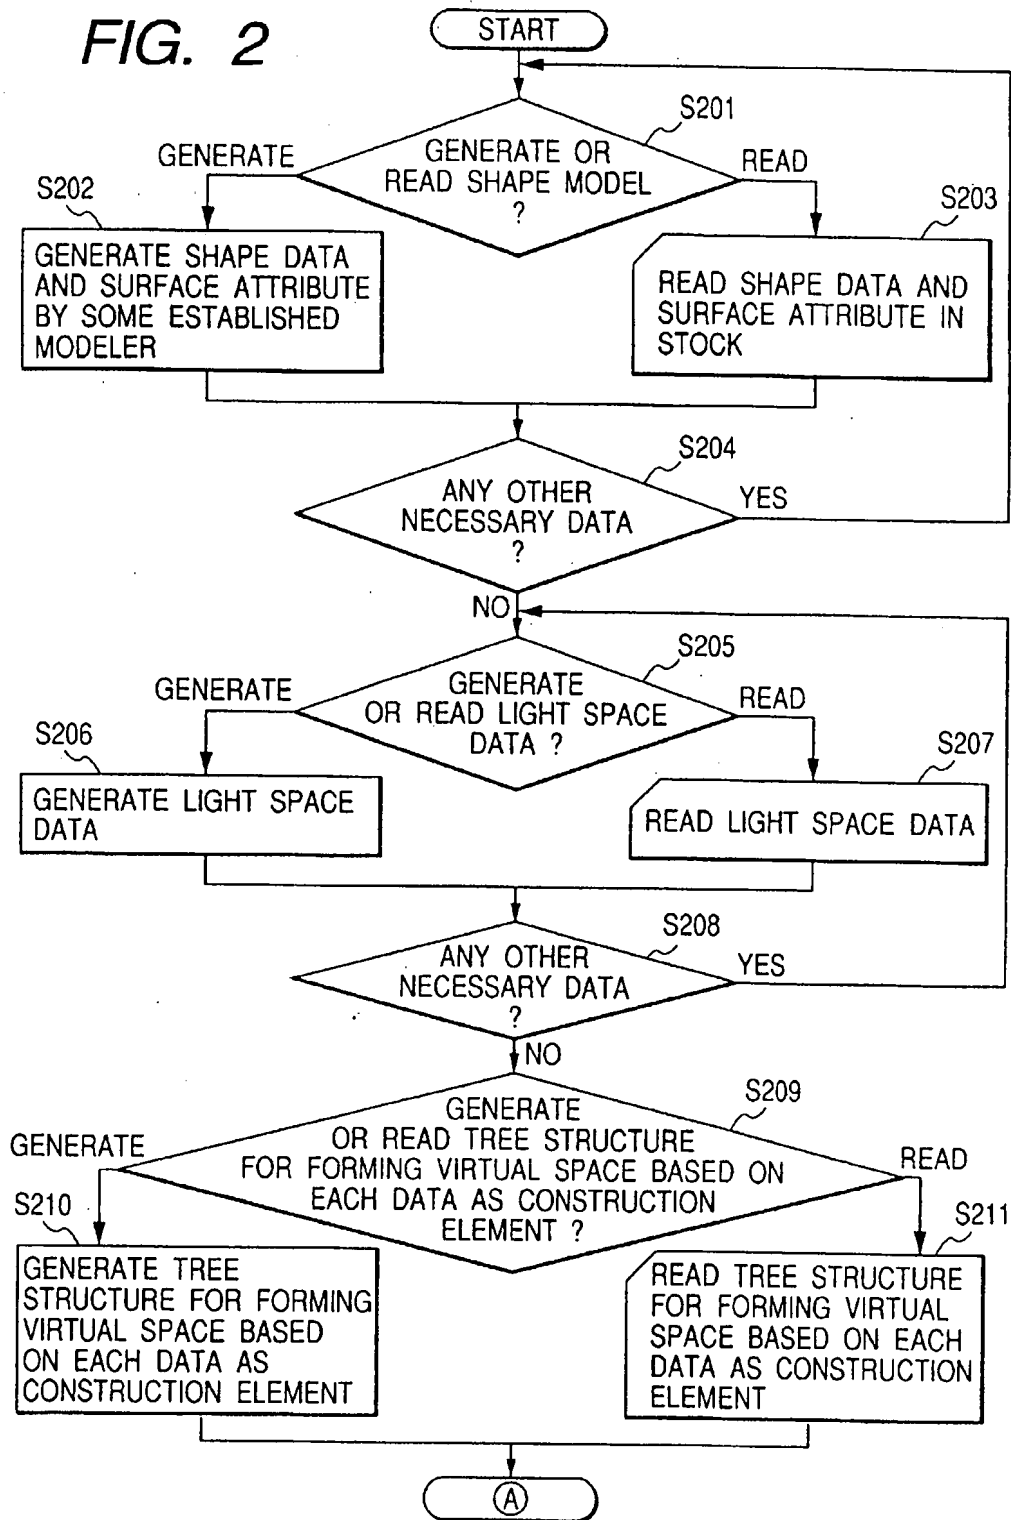 FIG. 2
START
S201
GENERATE OR
READ SHAPE MODEL
?
GENERATE
READ
S202
GENERATE SHAPE DATA
AND SURFACE ATTRIBUTE
BY SOME ESTABLISHED
MODELER
S203
READ SHAPE DATA AND
SURFACE ATTRIBUTE IN
STOCK
S204
ANY OTHER
NECESSARY DATA
?
YES
NO
S205
GENERATE
OR READ LIGHT SPACE
DATA ?
GENERATE
READ
S206
GENERATE LIGHT SPACE
DATA
S207
READ LIGHT SPACE DATA
S208
ANY OTHER
NECESSARY DATA
?
YES
NO
S209
GENERATE
OR READ TREE STRUCTURE
FOR FORMING VIRTUAL SPACE BASED ON
EACH DATA AS CONSTRUCTION
ELEMENT ?
GENERATE
READ
S210
GENERATE TREE
STRUCTURE FOR FORMING
VIRTUAL SPACE BASED
ON EACH DATA AS
CONSTRUCTION ELEMENT
S211
READ TREE STRUCTURE
FOR FORMING VIRTUAL
SPACE BASED ON EACH
DATA AS CONSTRUCTION
ELEMENT
A